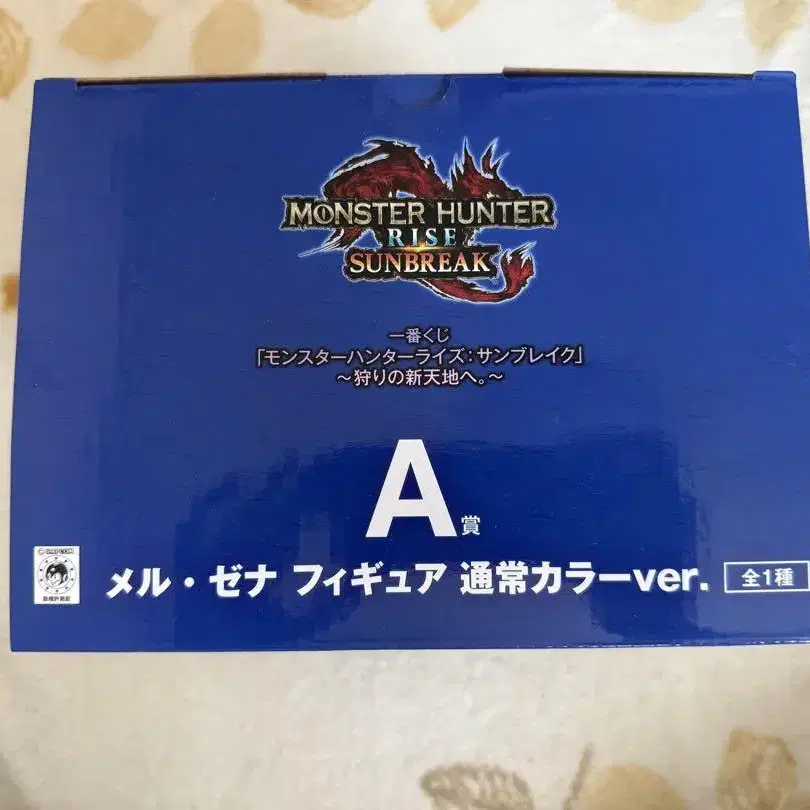 MONSTER HUNTER
RISE
SUNBREAK
一番くじ
「モンスターハンターライズ：サンブレイク」
～狩りの新天地へ。～
A賞
メル・ゼナ フィギュア 通常カラーver.
全1種
CAPCOM